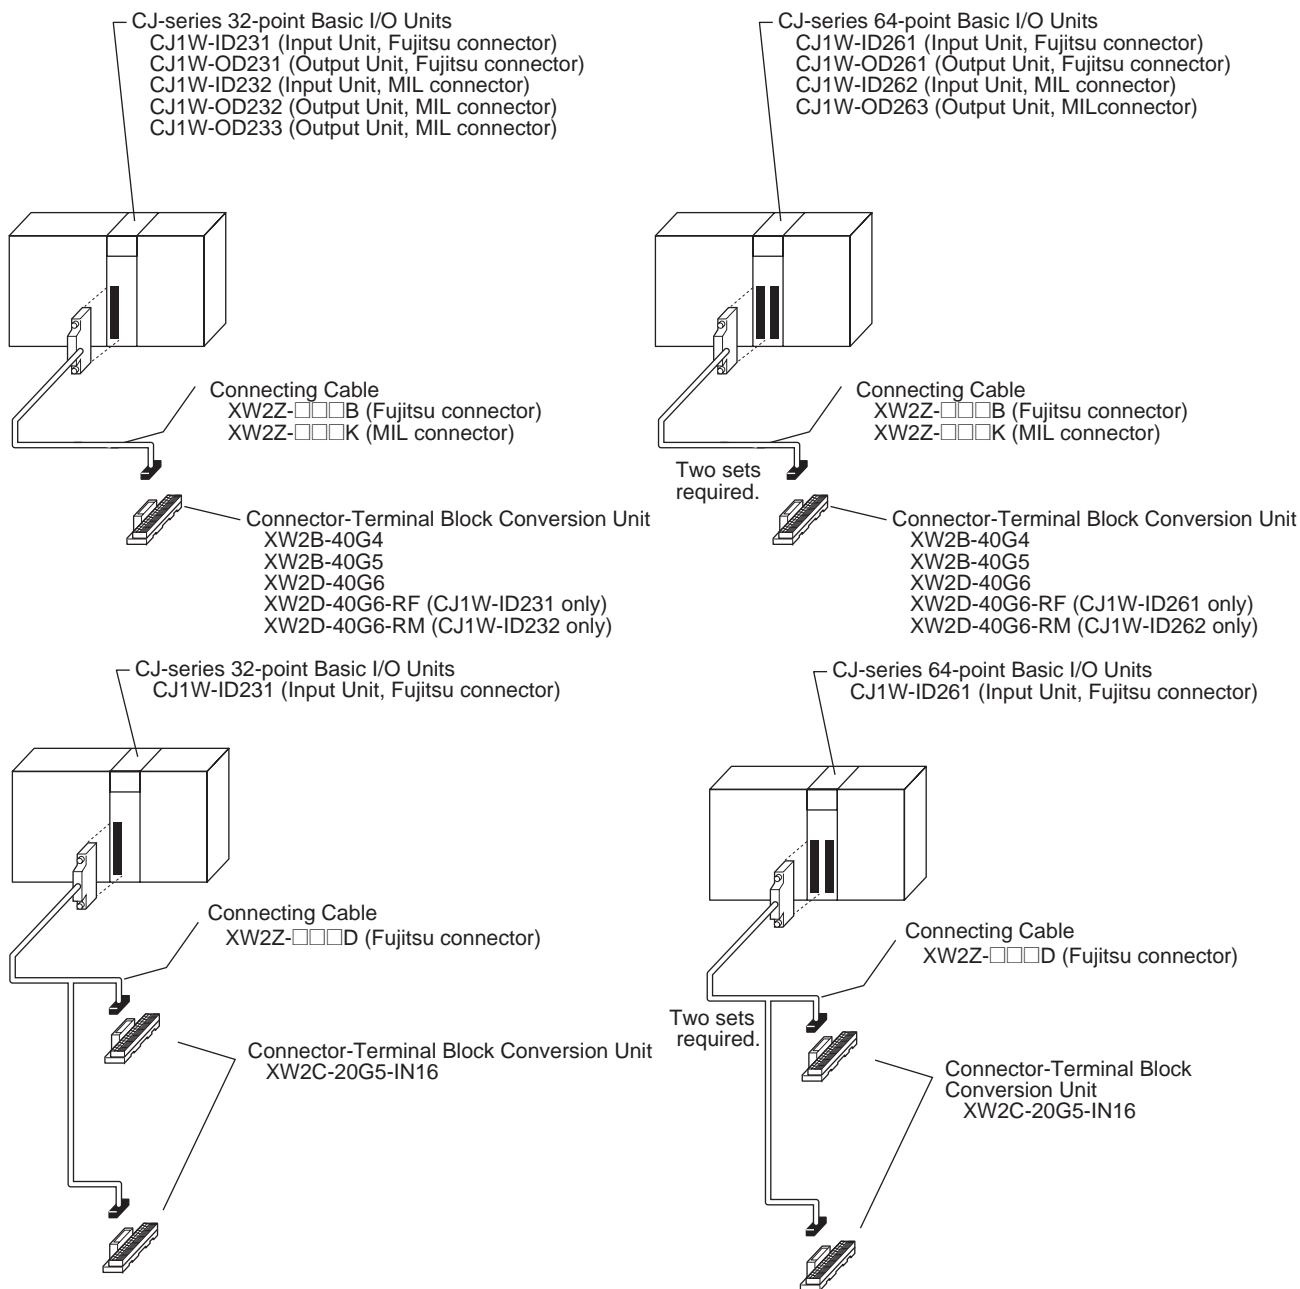 CJ-series 32-point Basic I/O Units
CJ1W-ID231 (Input Unit, Fujitsu connector)
CJ1W-OD231 (Output Unit, Fujitsu connector)
CJ1W-ID232 (Input Unit, MIL connector)
CJ1W-OD232 (Output Unit, MIL connector)
CJ1W-OD233 (Output Unit, MIL connector)
Connecting Cable
XW2Z-□□□B (Fujitsu connector)
XW2Z-□□□K (MIL connector)
Connector-Terminal Block Conversion Unit
XW2B-40G4
XW2B-40G5
XW2D-40G6
XW2D-40G6-RF (CJ1W-ID231 only)
XW2D-40G6-RM (CJ1W-ID232 only)
CJ-series 64-point Basic I/O Units
CJ1W-ID261 (Input Unit, Fujitsu connector)
CJ1W-OD261 (Output Unit, Fujitsu connector)
CJ1W-ID262 (Input Unit, MIL connector)
CJ1W-OD263 (Output Unit, MILconnector)
Connecting Cable
XW2Z-□□□B (Fujitsu connector)
XW2Z-□□□K (MIL connector)
Two sets
required.
Connector-Terminal Block Conversion Unit
XW2B-40G4
XW2B-40G5
XW2D-40G6
XW2D-40G6-RF (CJ1W-ID261 only)
XW2D-40G6-RM (CJ1W-ID262 only)
CJ-series 32-point Basic I/O Units
CJ1W-ID231 (Input Unit, Fujitsu connector)
Connecting Cable
XW2Z-□□□D (Fujitsu connector)
Connector-Terminal Block Conversion Unit
XW2C-20G5-IN16
CJ-series 64-point Basic I/O Units
CJ1W-ID261 (Input Unit, Fujitsu connector)
Connecting Cable
XW2Z-□□□D (Fujitsu connector)
Two sets
required.
Connector-Terminal Block
Conversion Unit
XW2C-20G5-IN16